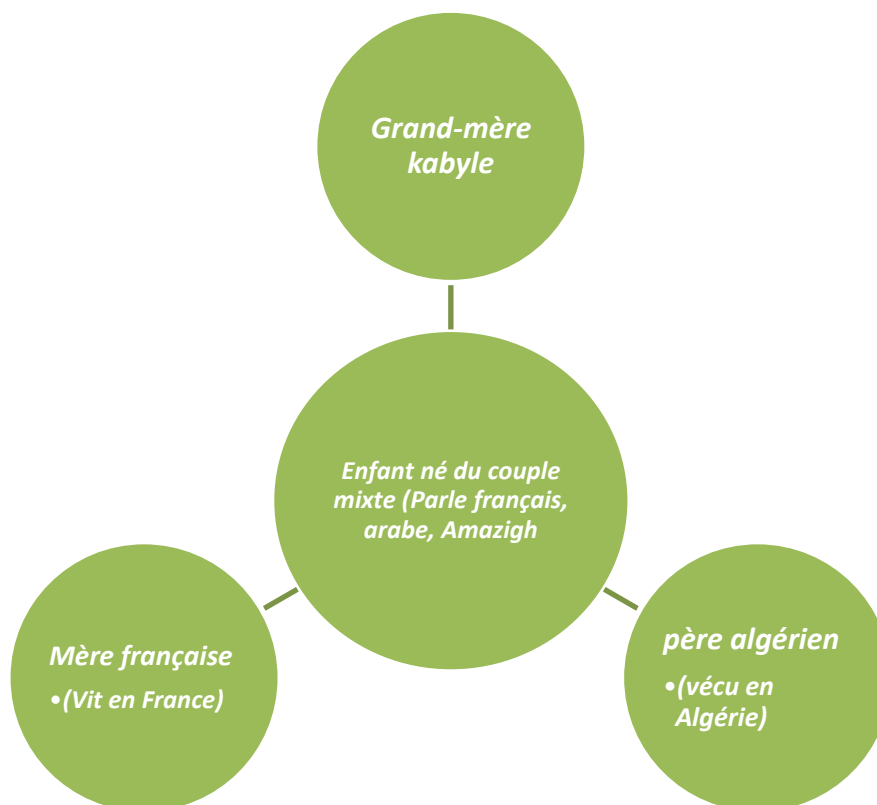 Grand-mère
kabyle
Enfant né du couple
mixte (Parle français,
arabe, Amazigh
Mère française
•(Vit en France)
père algérien
•(vécu en
Algérie)